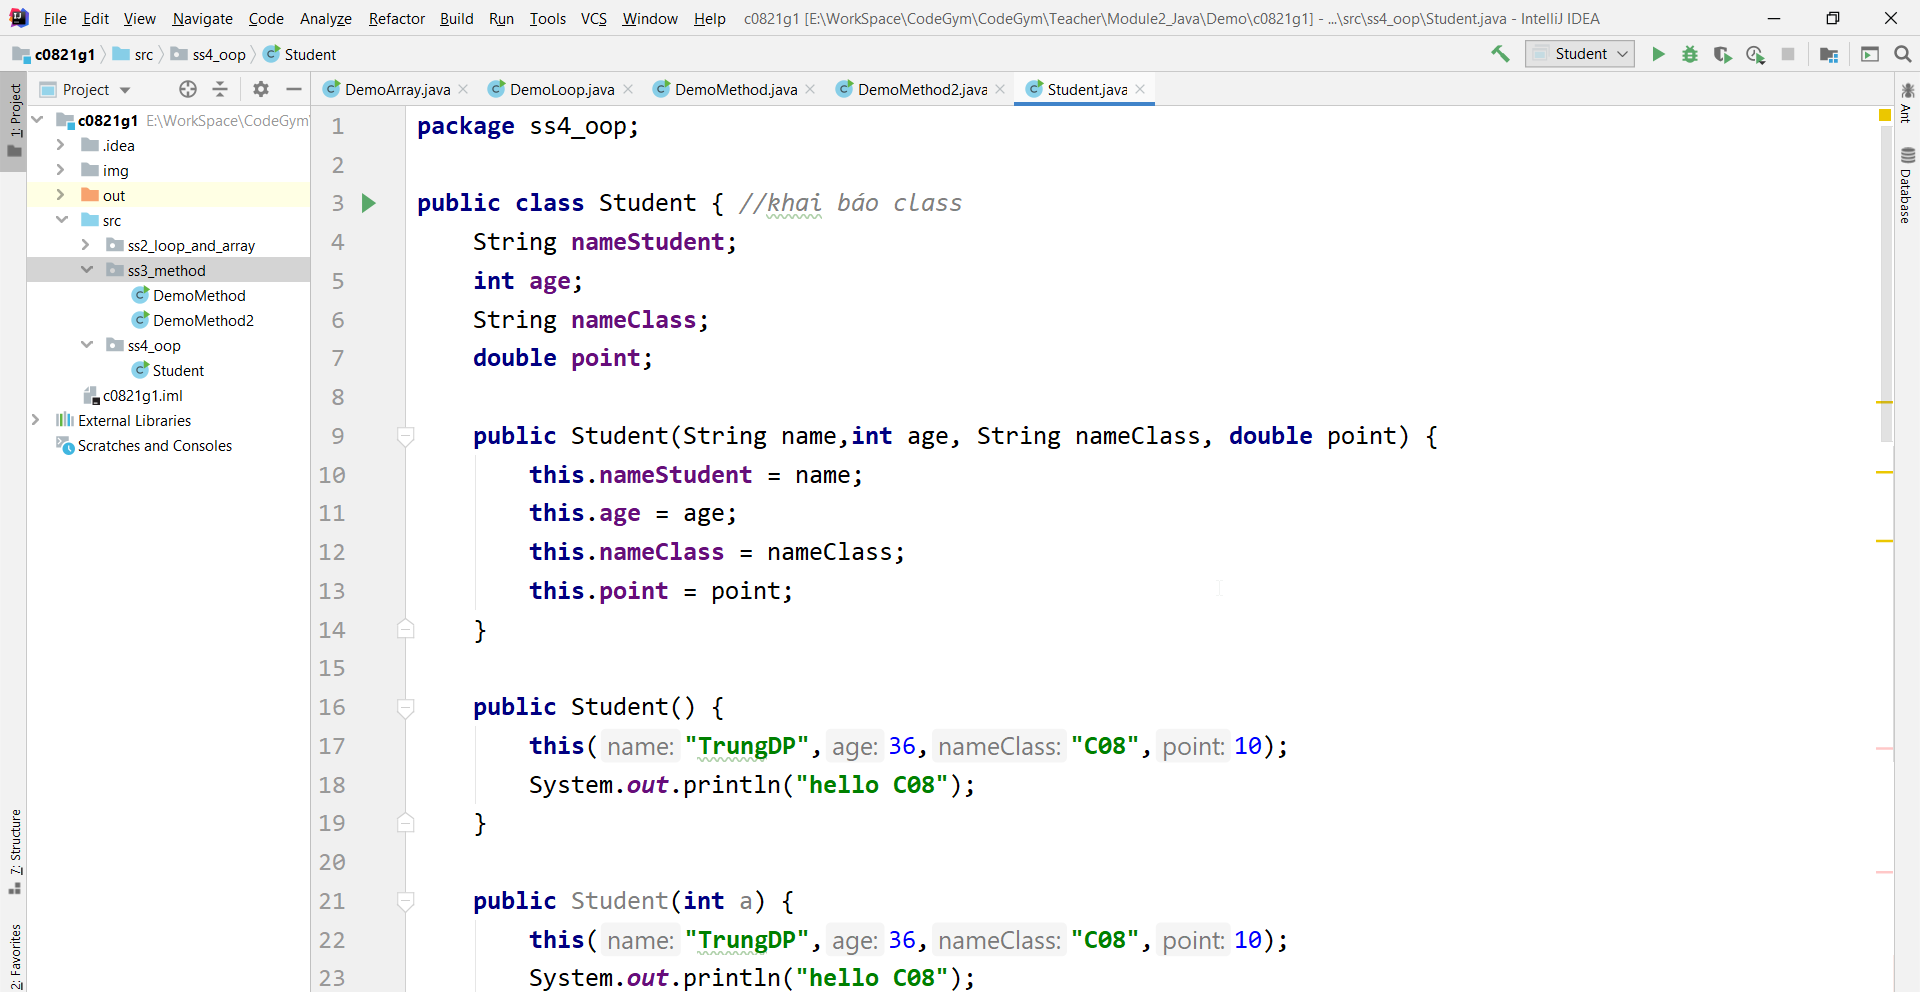 File Edit View Navigate Code Analyze Refactor Build Run Tools VCS Window Help c0821g1 [E:\WorkSpace\CodeGym\CodeGym\Teacher\Module2_Java\Demo\c0821g1] - ...\src\ss4_oop\Student.java - IntelliJ IDEA
c0821g1 src ss4_oop Student Student
1: Project
Project
DemoArray.java DemoLoop.java DemoMethod.java DemoMethod2.java Student.java
c0821g1 E:\WorkSpace\CodeGym
.idea
img
out
src
ss2_loop_and_array
ss3_method
DemoMethod
DemoMethod2
ss4_oop
Student
c0821g1.iml
External Libraries
Scratches and Consoles
7: Structure
2: Favorites
1 package ss4_oop;
2
3 public class Student { //khai báo class
4 String nameStudent;
5 int age;
6 String nameClass;
7 double point;
8
9 public Student(String name,int age, String nameClass, double point) {
10 this.nameStudent = name;
11 this.age = age;
12 this.nameClass = nameClass;
13 this.point = point;
14 }
15
16 public Student() {
17 this( name: "TrungDP", age: 36, nameClass: "C08", point: 10);
18 System.out.println("hello C08");
19 }
20
21 public Student(int a) {
22 this( name: "TrungDP", age: 36, nameClass: "C08", point: 10);
23 System.out.println("hello C08");
Ant
Database